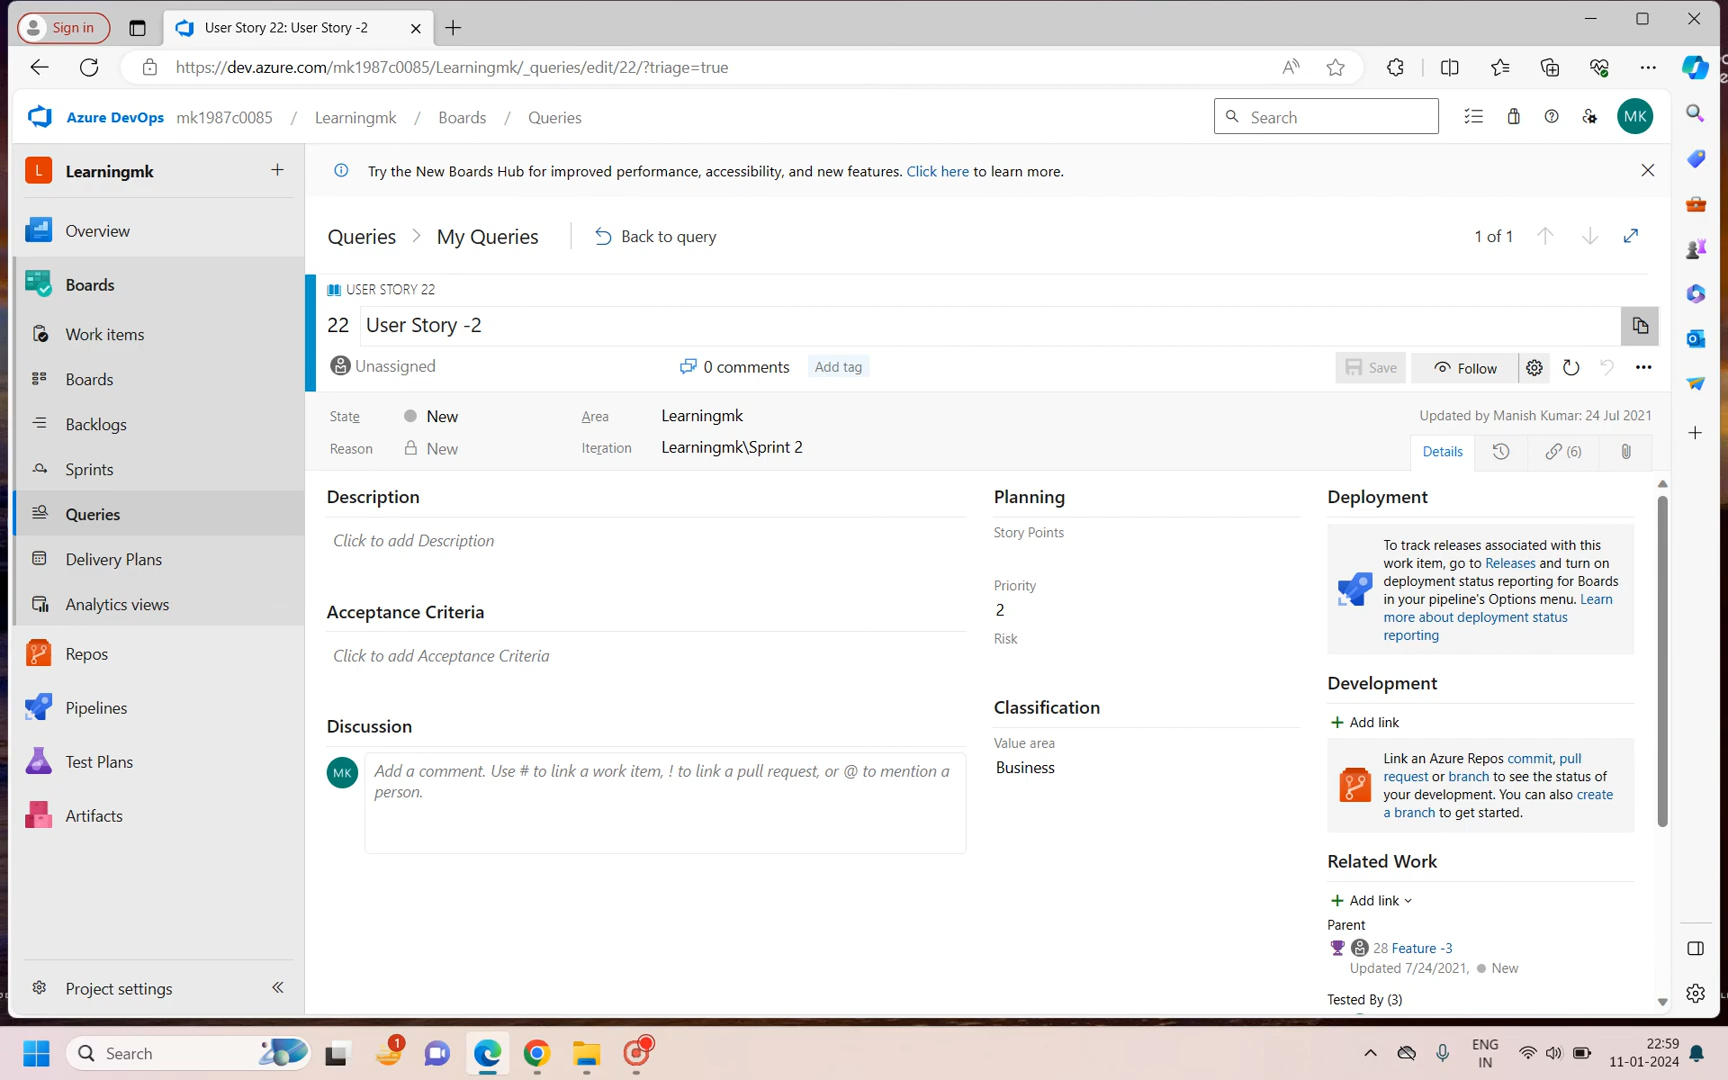 Sign in
User Story 22: User Story -2
https://dev.azure.com/mk1987c0085/Learningmk/_queries/edit/22/?triage=true
Azure DevOps mk1987c0085 / Learningmk / Boards / Queries
Search
MK
L Learningmk
Try the New Boards Hub for improved performance, accessibility, and new features. Click here to learn more.
Overview
Boards
Work items
Boards
Backlogs
Sprints
Queries
Delivery Plans
Analytics views
Repos
Pipelines
Test Plans
Artifacts
Project settings
Queries > My Queries
Back to query
1 of 1
USER STORY 22
22 User Story -2
Unassigned
0 comments
Add tag
Save
Follow
State New
Area Learningmk
Updated by Manish Kumar: 24 Jul 2021
Reason New
Iteration Learningmk\Sprint 2
Details
(6)
Description
Click to add Description
Acceptance Criteria
Click to add Acceptance Criteria
Discussion
MK
Add a comment. Use # to link a work item, ! to link a pull request, or @ to mention a
person.
Planning
Story Points
Priority
2
Risk
Classification
Value area
Business
Deployment
To track releases associated with this
work item, go to Releases and turn on
deployment status reporting for Boards
in your pipeline's Options menu. Learn
more about deployment status
reporting
Development
+ Add link
Link an Azure Repos commit, pull
request or branch to see the status of
your development. You can also create
a branch to get started.
Related Work
+ Add link
Parent
28 Feature -3
Updated 7/24/2021, New
Tested By (3)
Search
1
ENG
IN
22:59
11-01-2024